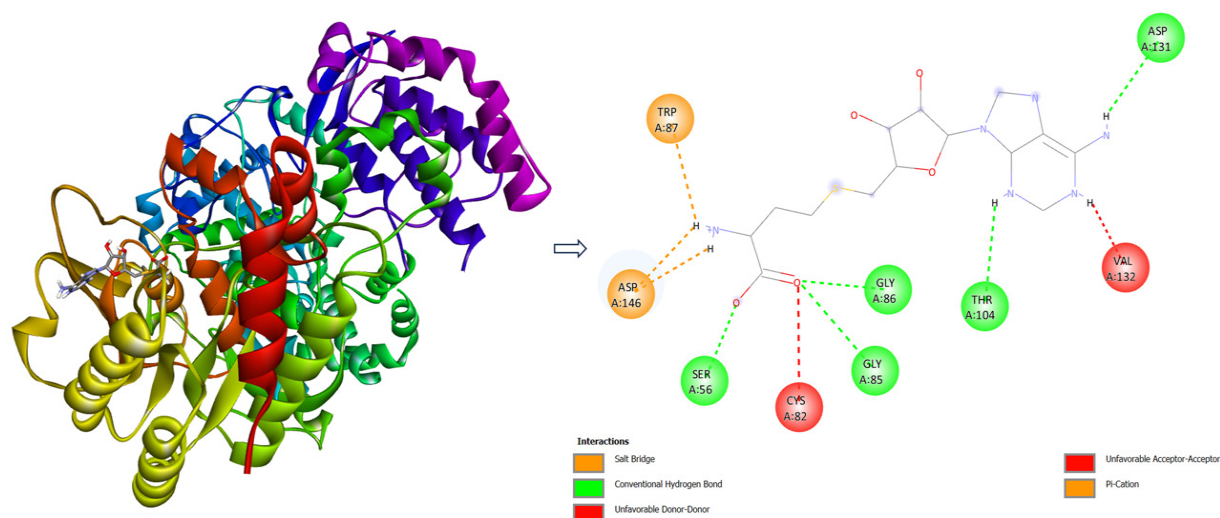 ASP
A:131
TRP
A:87
H
N
O
O
N
N
N
H
N
O
S
N
H
N
H
H
N
H
VAL
A:132
ASP
A:146
O
O
GLY
A:86
THR
A:104
SER
A:56
GLY
A:85
CYS
A:82
Interactions
Salt Bridge
Conventional Hydrogen Bond
Unfavorable Donor-Donor
Unfavorable Acceptor-Acceptor
Pi-Cation